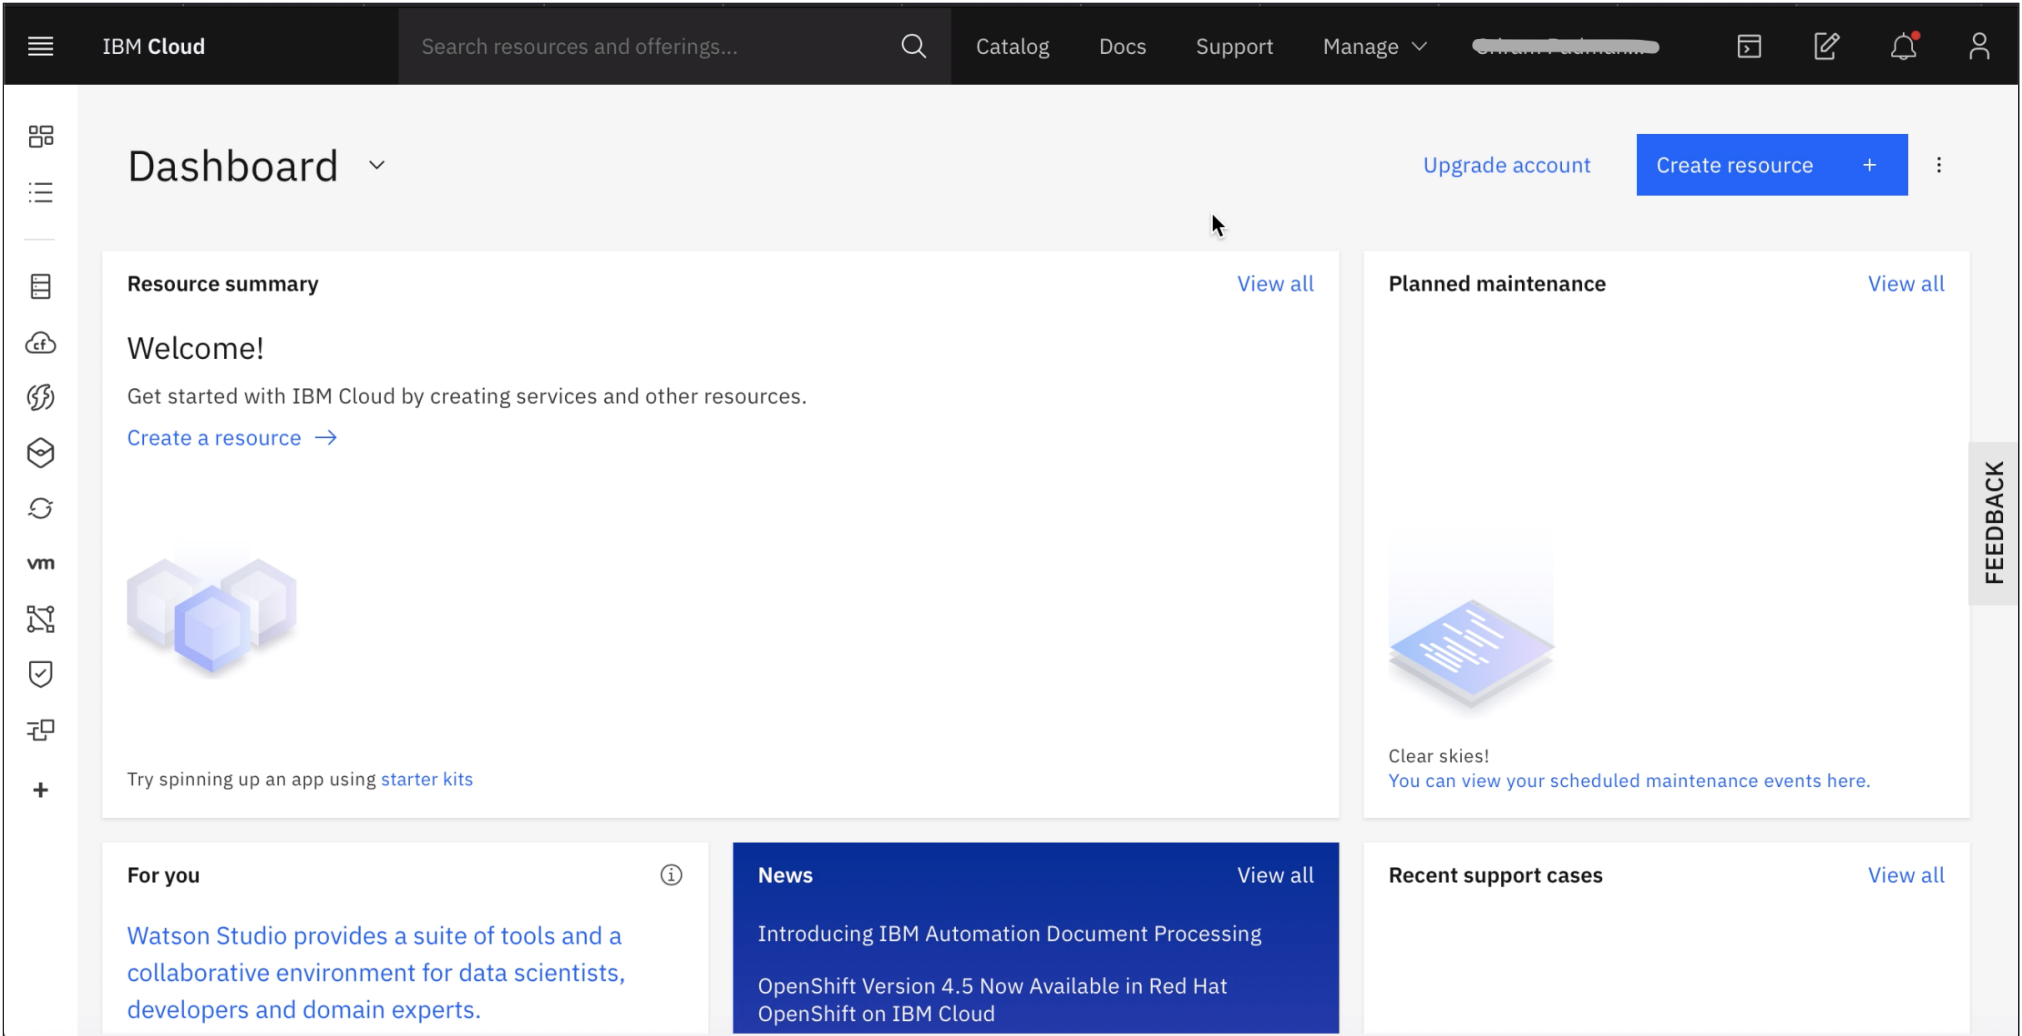 IBM Cloud
Search resources and offerings...
Catalog
Docs
Support
Manage
Dashboard
Upgrade account
Create resource +
Resource summary
View all
Welcome!
Get started with IBM Cloud by creating services and other resources.
Create a resource →
Try spinning up an app using starter kits
Planned maintenance
View all
Clear skies!
You can view your scheduled maintenance events here.
FEEDBACK
cf
vm
For you
Watson Studio provides a suite of tools and a
collaborative environment for data scientists,
developers and domain experts.
News
View all
Introducing IBM Automation Document Processing
OpenShift Version 4.5 Now Available in Red Hat
OpenShift on IBM Cloud
Recent support cases
View all